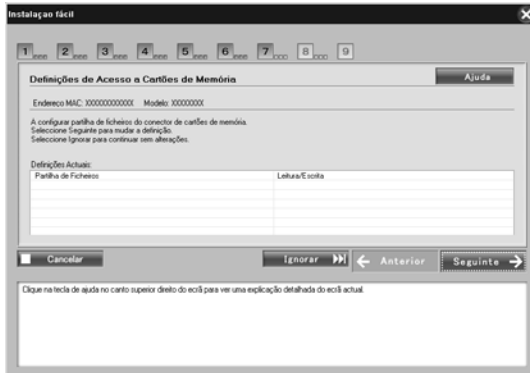 Instalaçao fácil
1 2 3 4 5 6 7 8 9
Definições de Acesso a Cartões de Memória
Ajuda
Endereço MAC: XXXXXXXXXXXX Modelo: XXXXXXXX
A configurar partilha de ficheiros do conector de cartões de memória.
Seleccione Seguinte para mudar a definição.
Seleccione Ignorar para continuar sem alterações.
Definições Actuais:
Partilha de Ficheiros Leitura/Escrita
Cancelar Ignorar Anterior Seguinte
Clique na tecla de ajuda no canto superior direito do ecrã para ver uma explicação detalhada do ecrã actual.